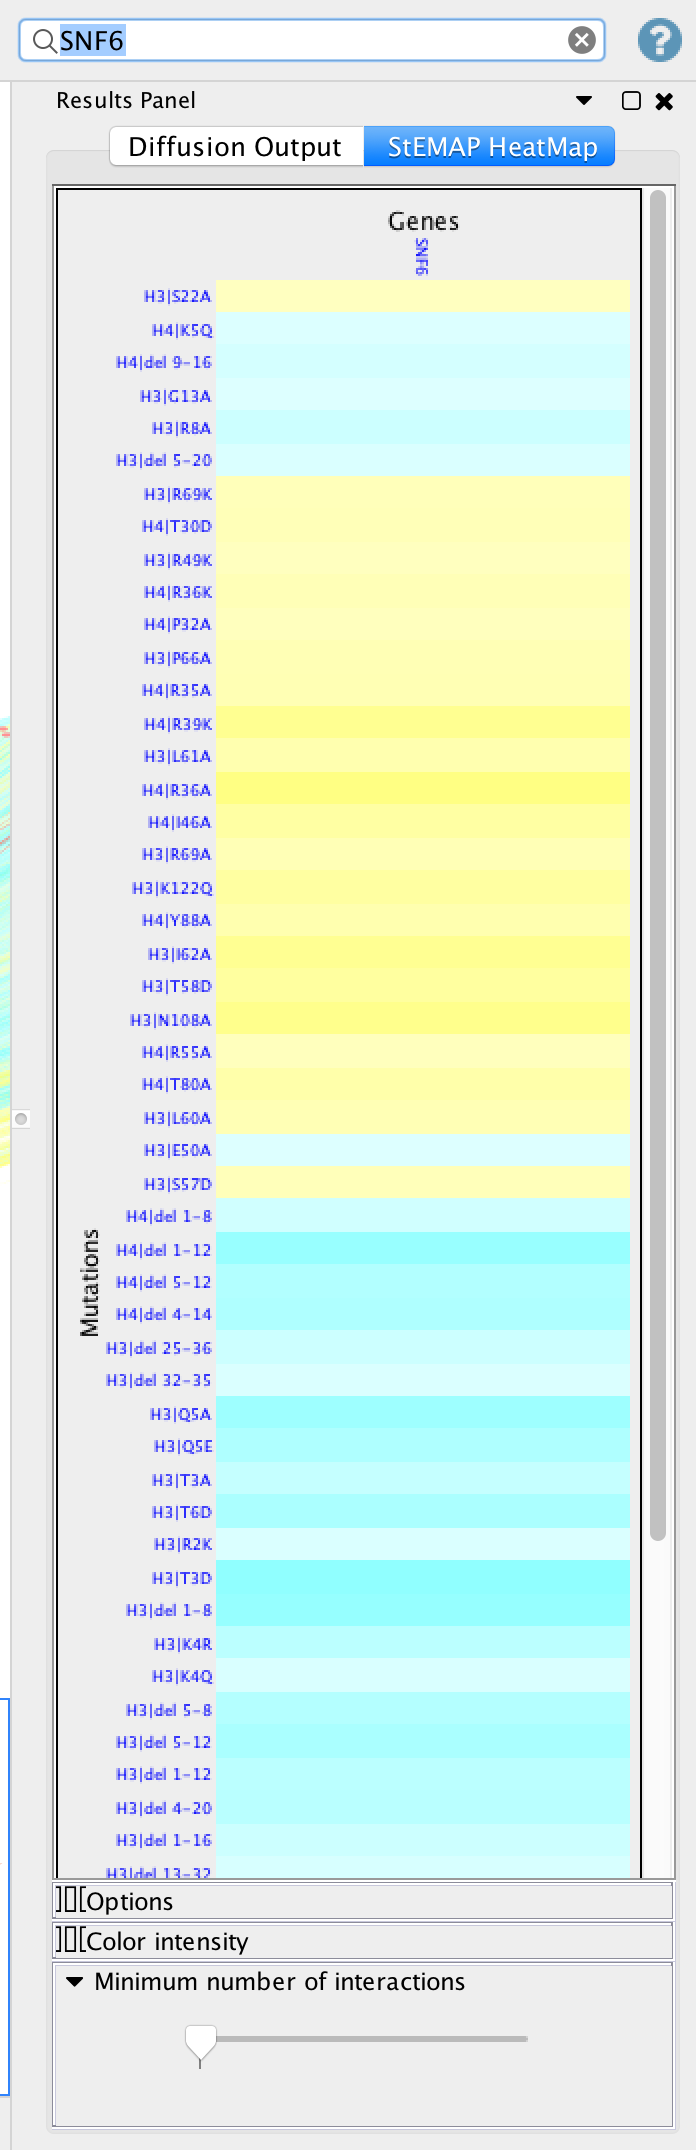 SNF6
Results Panel
Diffusion Output StEMAP HeatMap
Genes
SNF6
H3|S22A
H4|K5Q
H4|del 9-16
H3|G13A
H3|R8A
H3|del 5-20
H3|R69K
H4|T30D
H3|R49K
H4|R36K
H4|P32A
H3|P66A
H4|R35A
H4|R39K
H3|L61A
H4|R36A
H4|I46A
H3|R69A
H3|K122Q
H4|Y88A
H3|I62A
H3|T58D
H3|N108A
H4|R55A
H4|T80A
H3|L60A
H3|E50A
H3|S57D
H4|del 1-8
Mutations
H4|del 1-12
H4|del 5-12
H4|del 4-14
H3|del 25-36
H3|del 32-35
H3|Q5A
H3|Q5E
H3|T3A
H3|T6D
H3|R2K
H3|T3D
H3|del 1-8
H3|K4R
H3|K4Q
H3|del 5-8
H3|del 5-12
H3|del 1-12
H3|del 4-20
H3|del 1-16
H3|del 13-32
Options
Color intensity
Minimum number of interactions